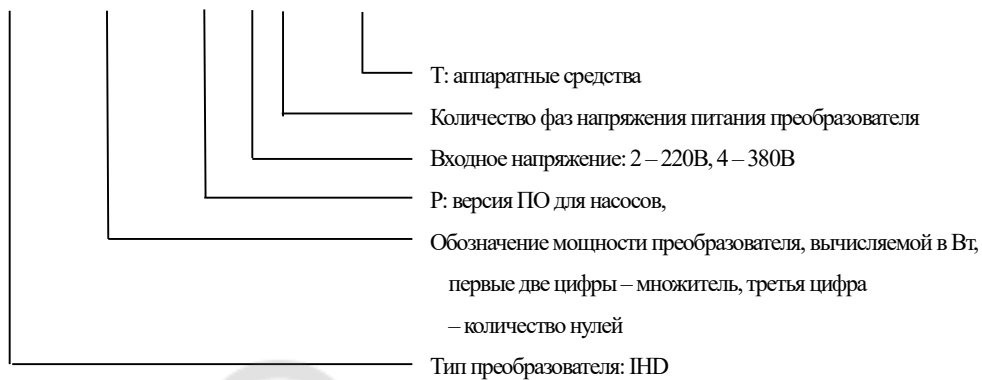 T: аппаратные средства
Количество фаз напряжения питания преобразователя
Входное напряжение: 2 – 220В, 4 – 380В
P: версия ПО для насосов,
Обозначение мощности преобразователя, вычисляемой в Вт,
первые две цифры – множитель, третья цифра
– количество нулей
Тип преобразователя: IHD